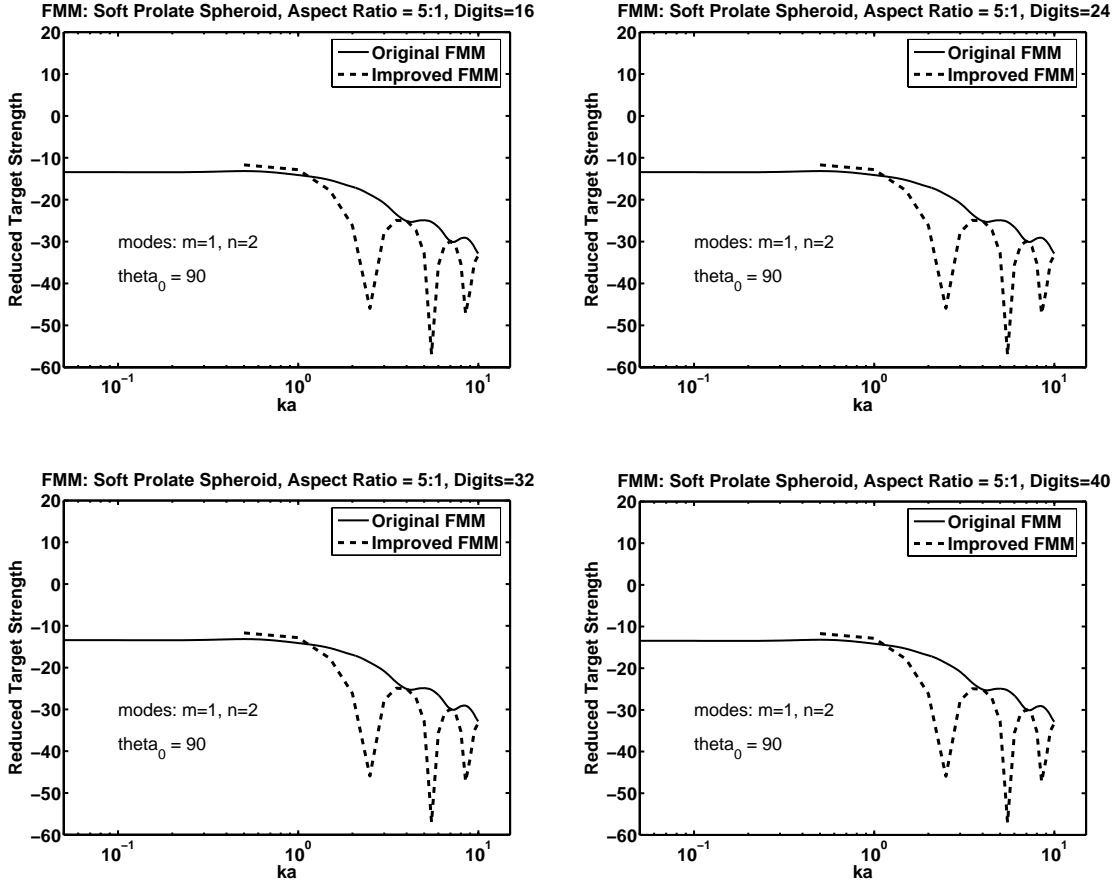 FMM: Soft Prolate Spheroid, Aspect Ratio = 5:1, Digits=16
20
10
0
−10
−20
−30
−40
−50
−60
Reduced Target Strength
Original FMM
Improved FMM
modes: m=1, n=2
theta₀ = 90
10⁻¹ 10⁰ 10¹
ka
FMM: Soft Prolate Spheroid, Aspect Ratio = 5:1, Digits=24
20
10
0
−10
−20
−30
−40
−50
−60
Reduced Target Strength
Original FMM
Improved FMM
modes: m=1, n=2
theta₀ = 90
10⁻¹ 10⁰ 10¹
ka
FMM: Soft Prolate Spheroid, Aspect Ratio = 5:1, Digits=32
20
10
0
−10
−20
−30
−40
−50
−60
Reduced Target Strength
Original FMM
Improved FMM
modes: m=1, n=2
theta₀ = 90
10⁻¹ 10⁰ 10¹
ka
FMM: Soft Prolate Spheroid, Aspect Ratio = 5:1, Digits=40
20
10
0
−10
−20
−30
−40
−50
−60
Reduced Target Strength
Original FMM
Improved FMM
modes: m=1, n=2
theta₀ = 90
10⁻¹ 10⁰ 10¹
ka